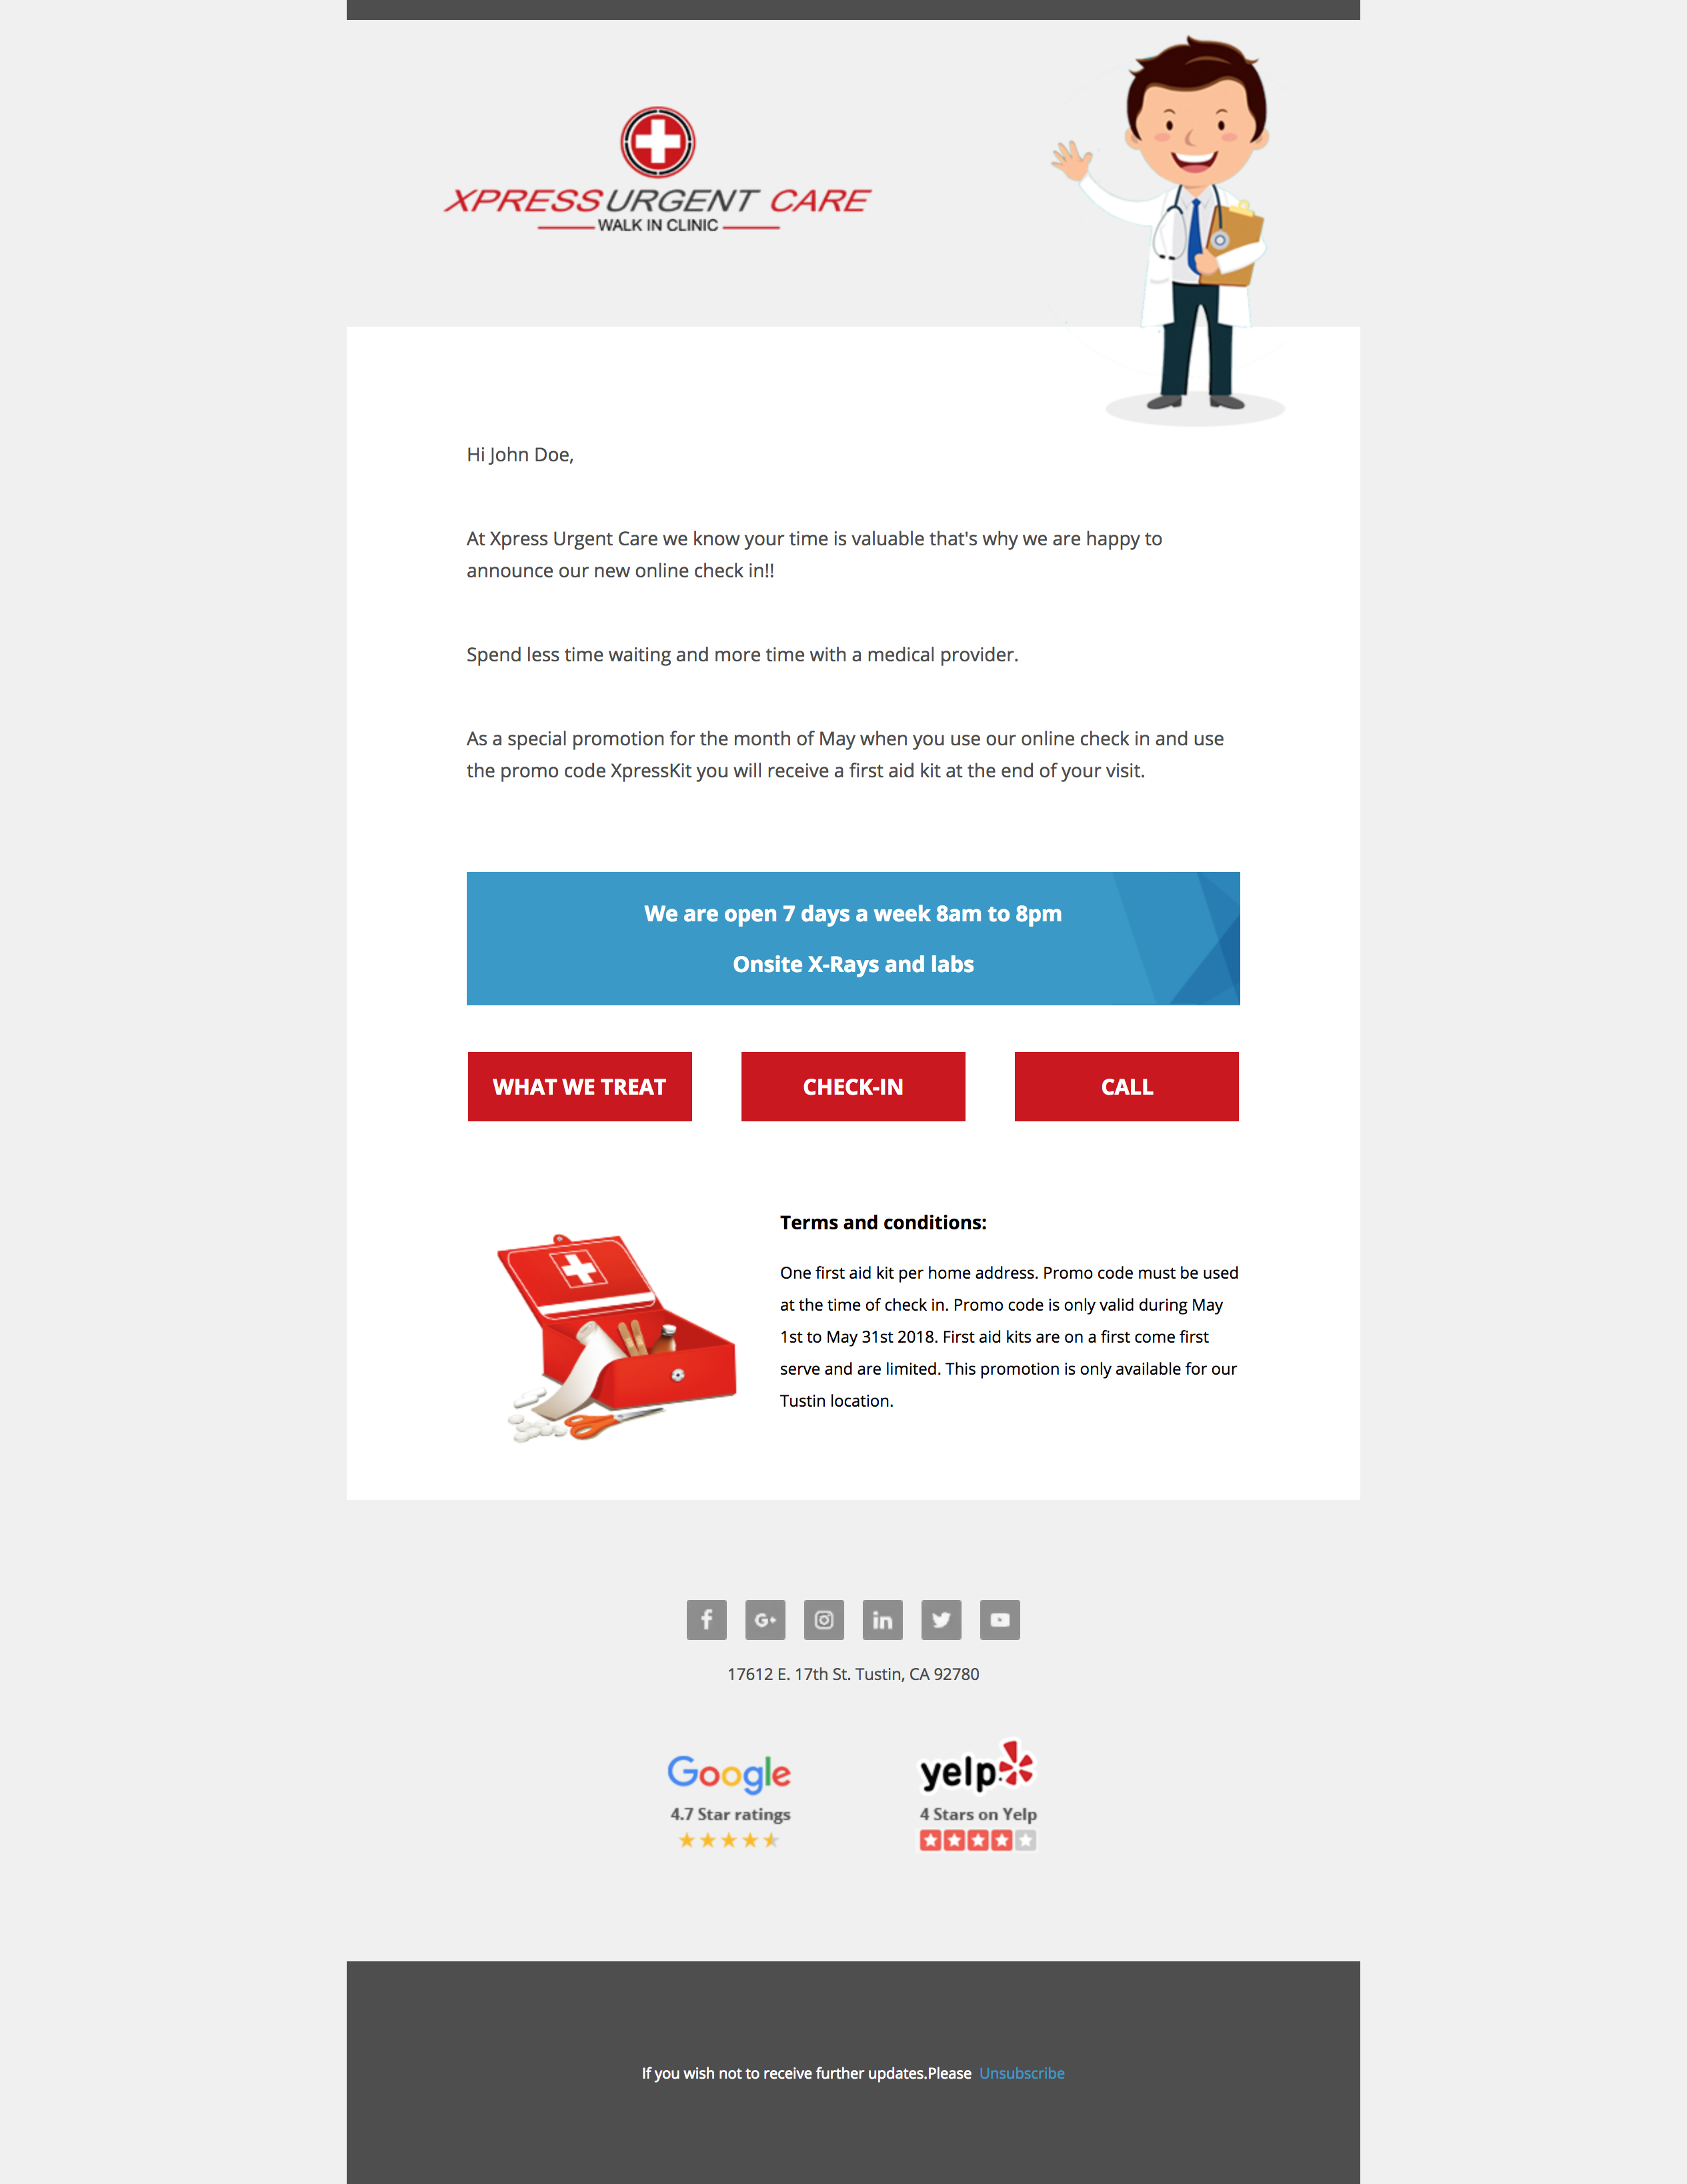 XPRESS URGENT CARE
WALK IN CLINIC
Hi John Doe,
At Xpress Urgent Care we know your time is valuable that's why we are happy to
announce our new online check in!!
Spend less time waiting and more time with a medical provider.
As a special promotion for the month of May when you use our online check in and use
the promo code XpressKit you will receive a first aid kit at the end of your visit.
We are open 7 days a week 8am to 8pm
Onsite X-Rays and labs
WHAT WE TREAT
CHECK-IN
CALL
Terms and conditions:
One first aid kit per home address. Promo code must be used
at the time of check in. Promo code is only valid during May
1st to May 31st 2018. First aid kits are on a first come first
serve and are limited. This promotion is only available for our
Tustin location.
f
G+
in
17612 E. 17th St. Tustin, CA 92780
Google
4.7 Star ratings
yelp
4 Stars on Yelp
If you wish not to receive further updates.Please Unsubscribe